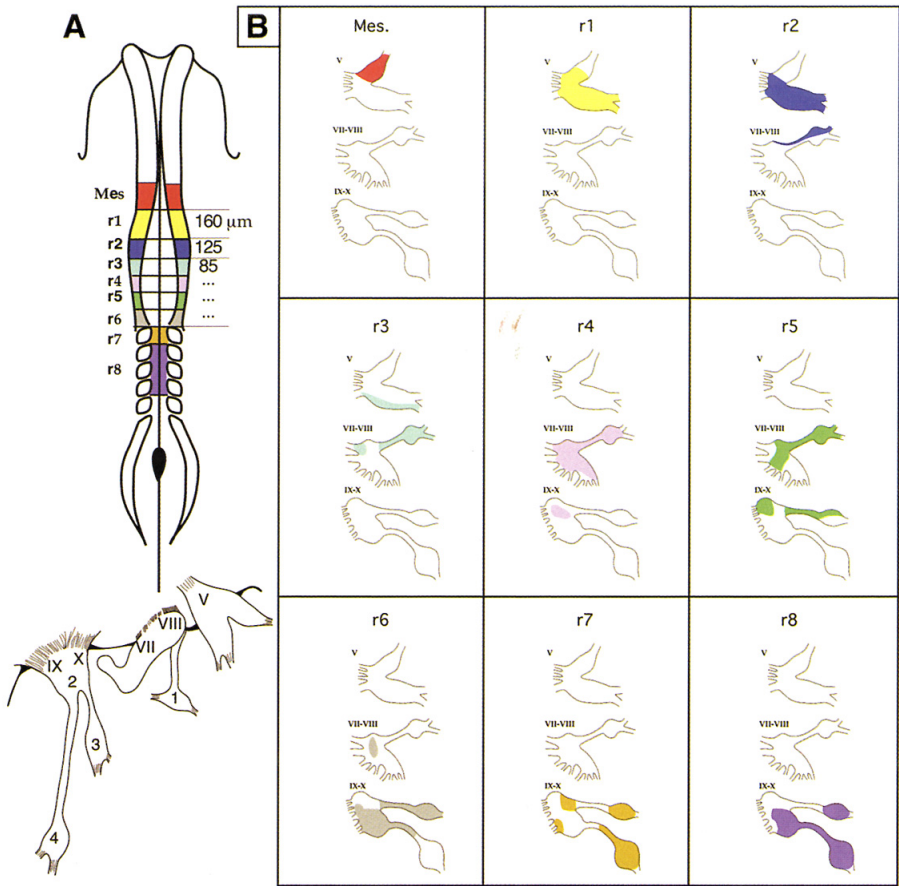 A
Mes
r1 160 µm
r2 125
r3 85
r4 ...
r5 ...
r6 ...
r7
r8
V
VIII
VII
IX X
2
1
3
4
B
Mes.
V
VII-VIII
IX-X
r1
V
VII-VIII
IX-X
r2
V
VII-VIII
IX-X
r3
V
VII-VIII
IX-X
r4
V
VII-VIII
IX-X
r5
V
VII-VIII
IX-X
r6
V
VII-VIII
IX-X
r7
V
VII-VIII
IX-X
r8
V
VII-VIII
IX-X